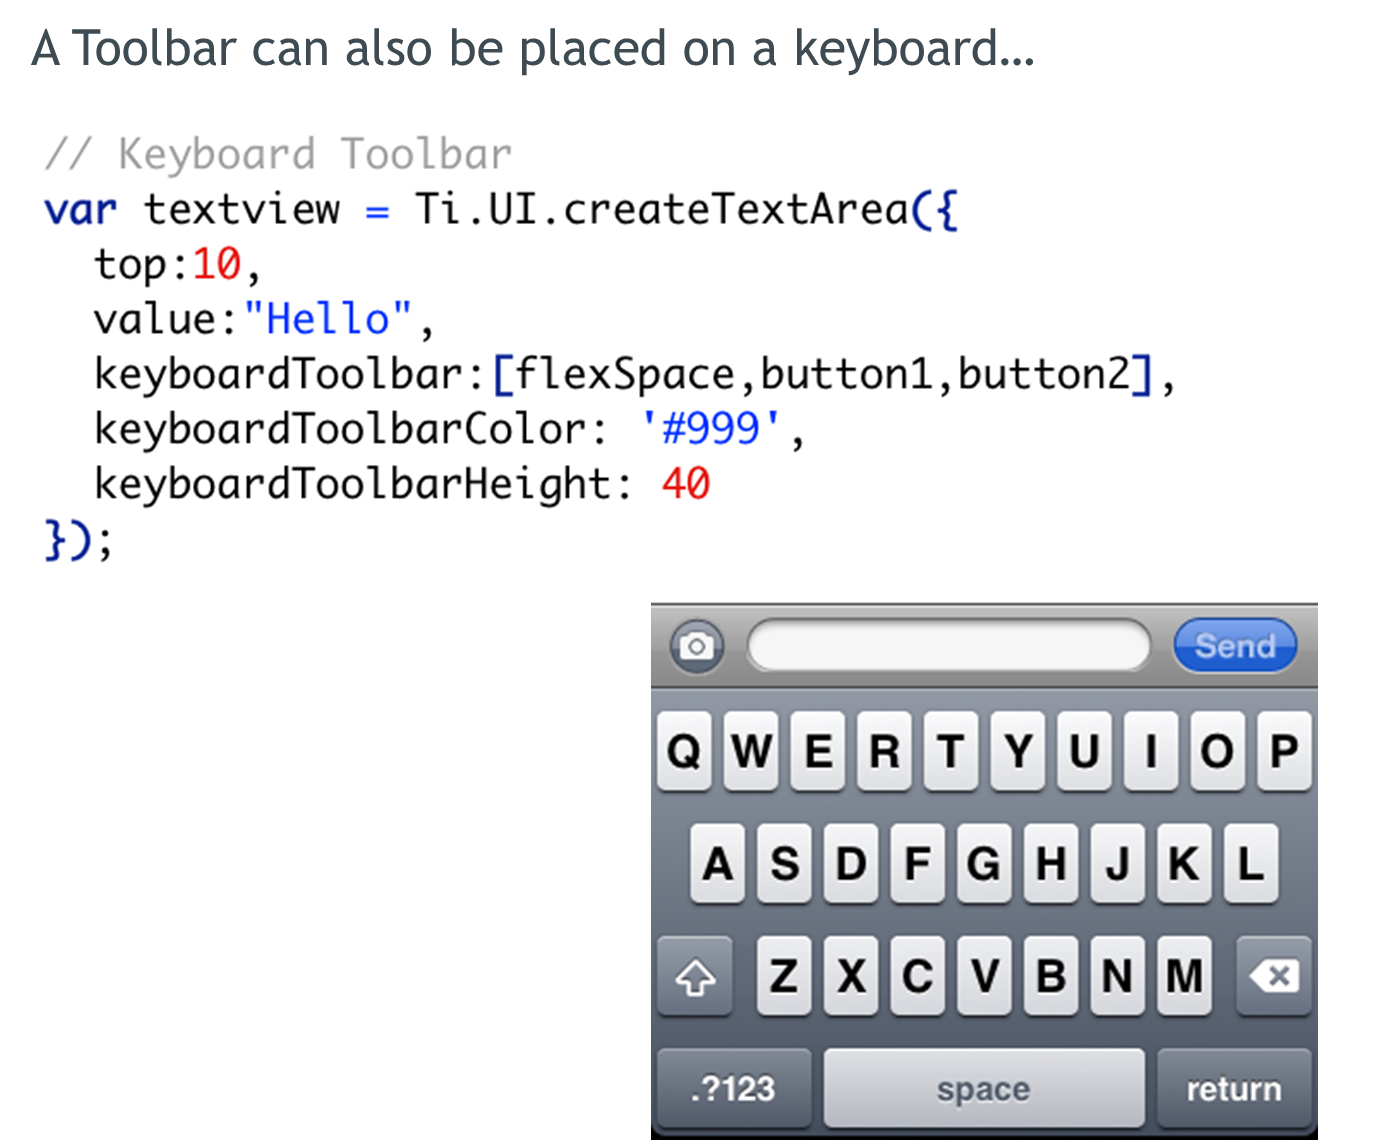 A Toolbar can also be placed on a keyboard...
// Keyboard Toolbar
var textview = Ti.UI.createTextArea({
top:10,
value:"Hello",
keyboardToolbar:[flexSpace,button1,button2],
keyboardToolbarColor: '#999',
keyboardToolbarHeight: 40
});
Send
Q W E R T Y U I O P
A S D F G H J K L
Z X C V B N M
.?123 space return